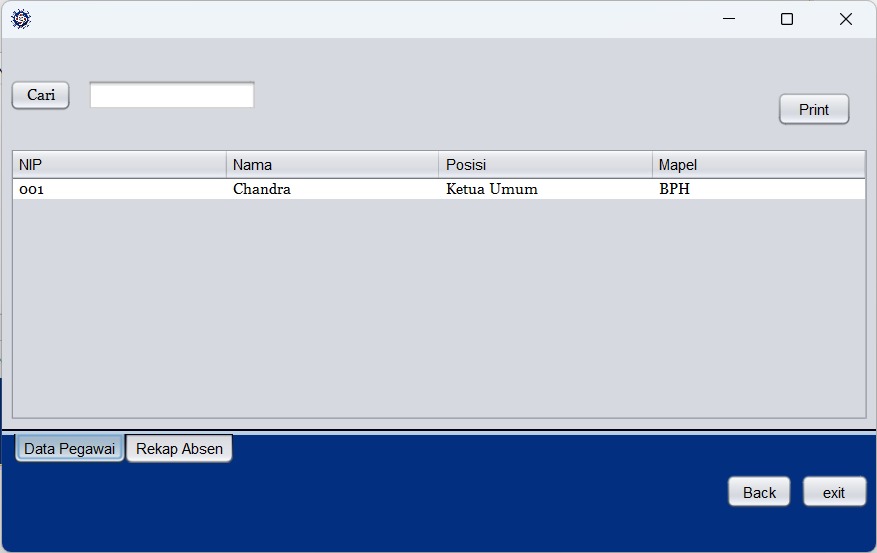 Cari
Print
NIP Nama Posisi Mapel
001 Chandra Ketua Umum BPH
Data Pegawai Rekap Absen
Back exit